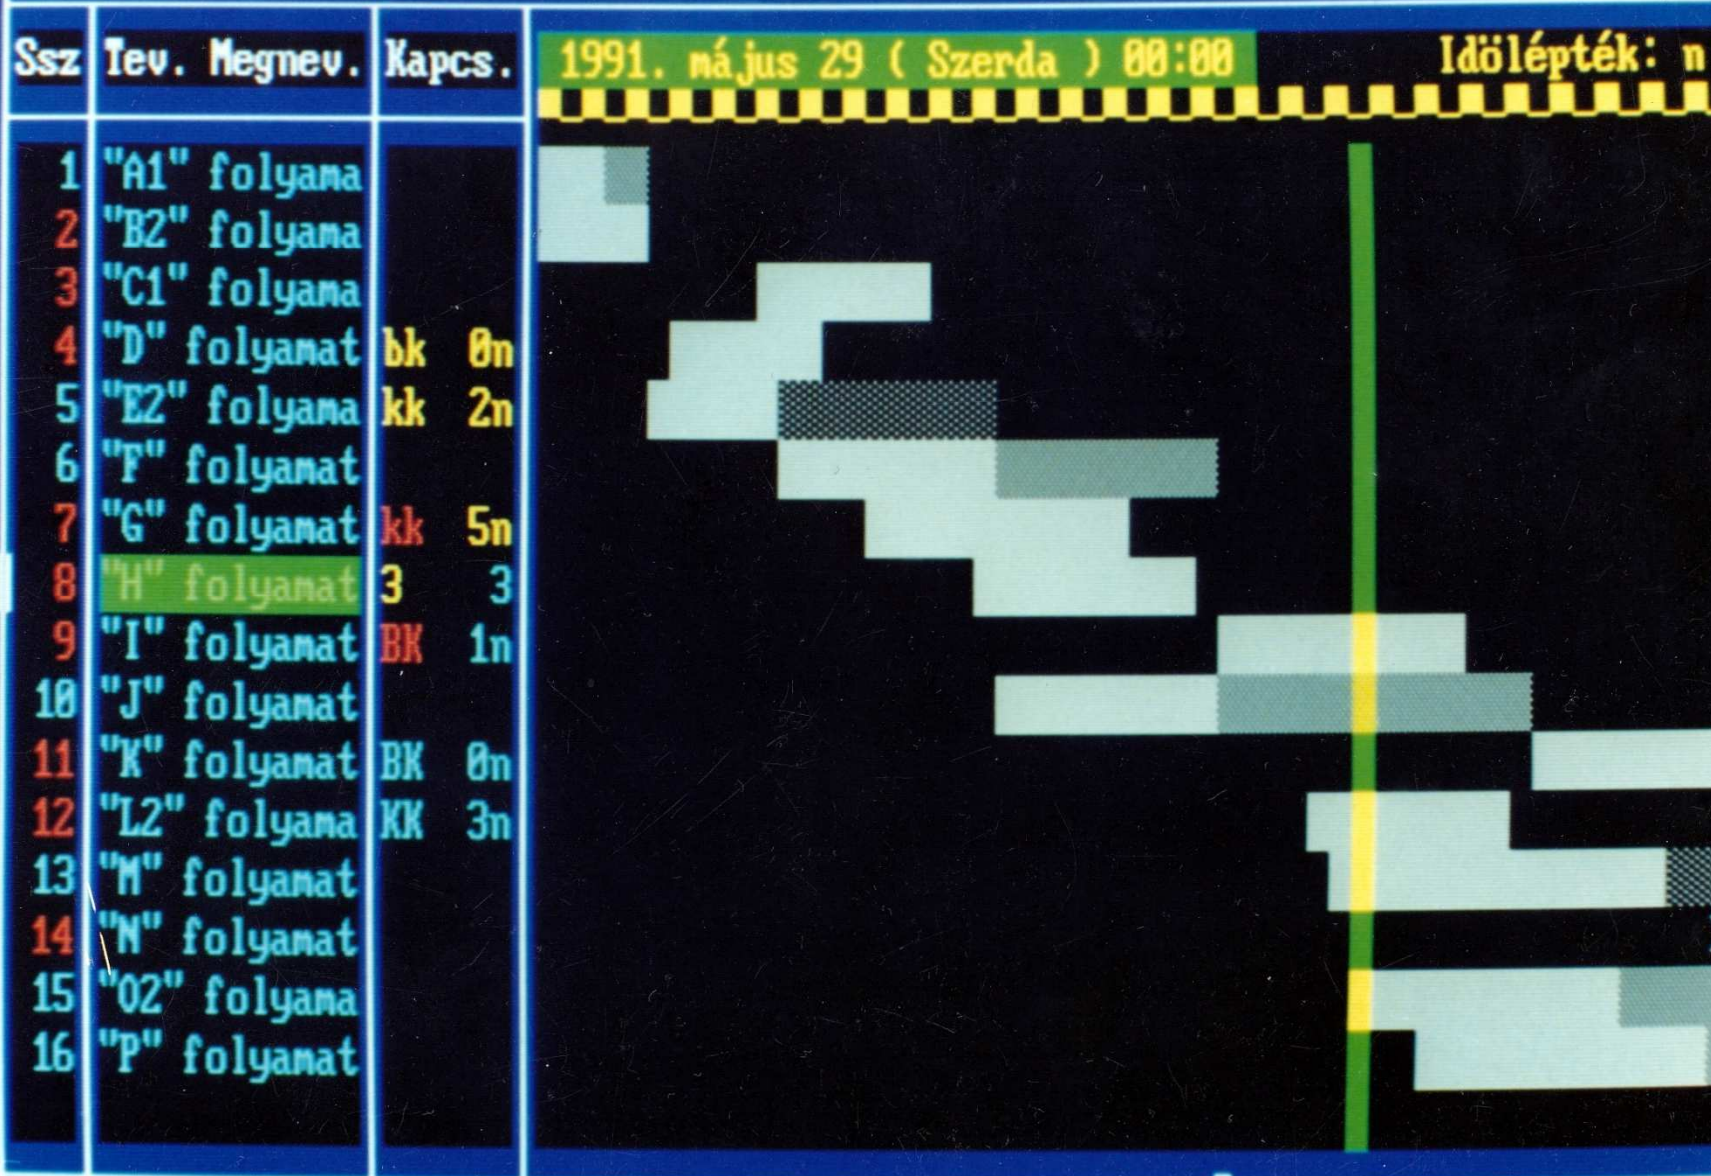 Ssz Tev. Megnev. Kapcs. 1991. május 29 ( Szerda ) 00:00 Idölépték: n
1 "A1" folyama
2 "B2" folyama
3 "C1" folyama
4 "D" folyamat bk 0n
5 "E2" folyama kk 2n
6 "F" folyamat
7 "G" folyamat kk 5n
8 "H" folyamat 3 3
9 "I" folyamat BK 1n
10 "J" folyamat
11 "K" folyamat BK 0n
12 "L2" folyama KK 3n
13 "M" folyamat
14 "N" folyamat
15 "O2" folyama
16 "P" folyamat